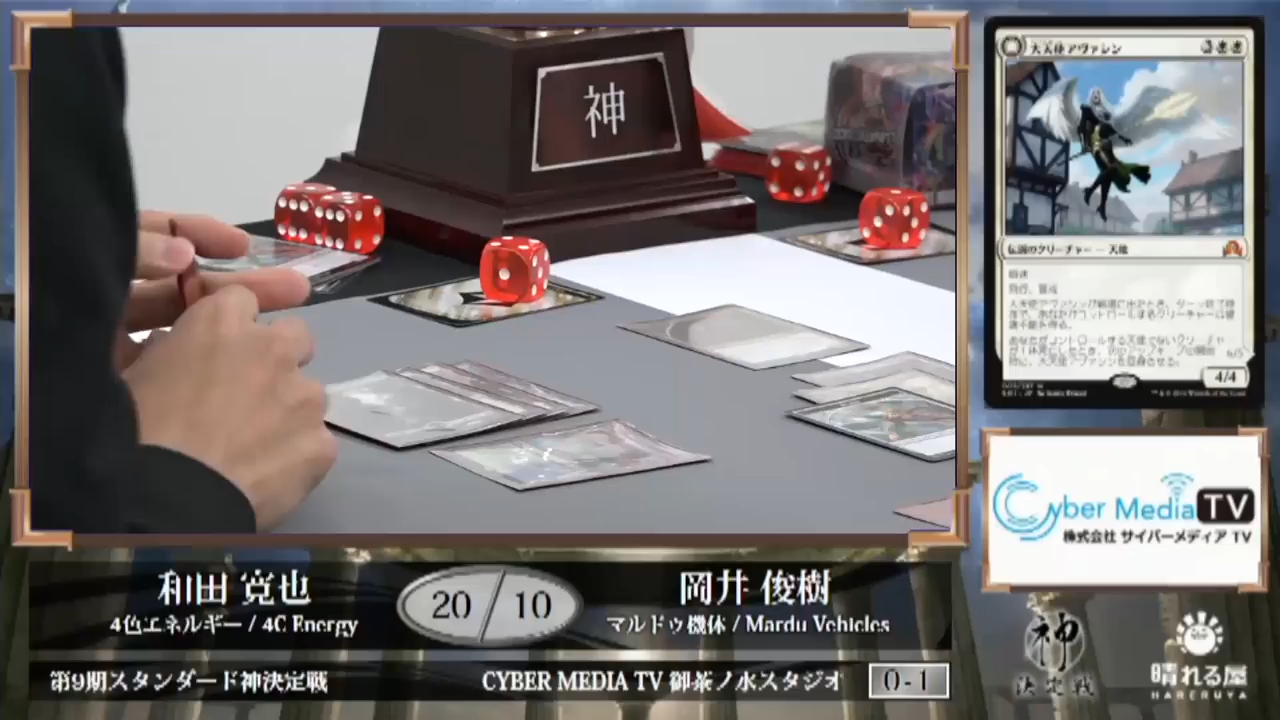 神
大天使アヴァシン
伝説のクリーチャー ― 天使
瞬速
飛行、警戒
4/4
Cyber Media TV
株式会社 サイバーメディア TV
和田 寛也
4色エネルギー / 4C Energy
20 / 10
岡井 俊樹
マルドゥ機体 / Mardu Vehicles
第9期スタンダード神決定戦
CYBER MEDIA TV 御茶ノ水スタジオ
0-1
神
決定戦
晴れる屋
HARERUYA